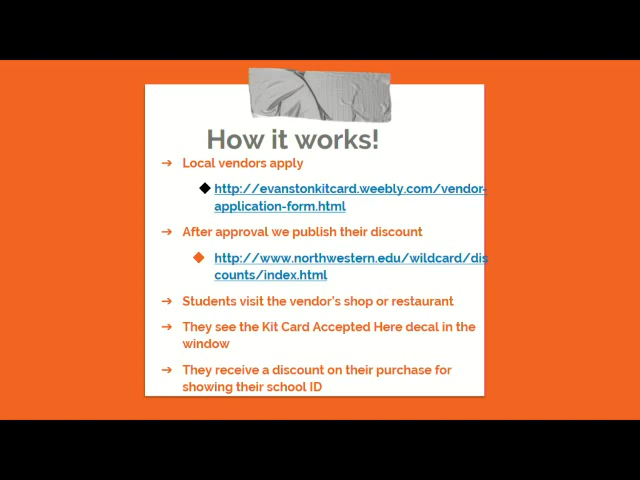 How it works!
➔ Local vendors apply
◆ http://evanstonkitcard.weebly.com/vendor-
application-form.html
➔ After approval we publish their discount
◆ http://www.northwestern.edu/wildcard/dis
counts/index.html
➔ Students visit the vendor's shop or restaurant
➔ They see the Kit Card Accepted Here decal in the
window
➔ They receive a discount on their purchase for
showing their school ID